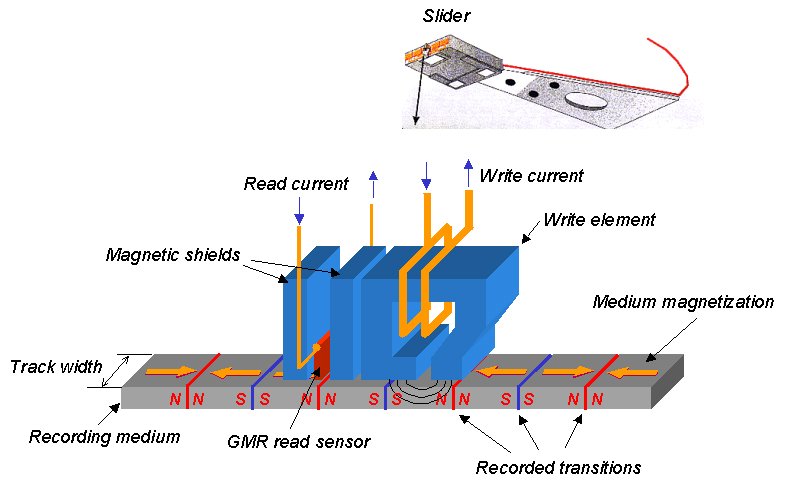 Slider
Read current
Write current
Write element
Magnetic shields
Medium magnetization
Track width
N N S S N N S S N N S S N N
Recording medium
GMR read sensor
Recorded transitions